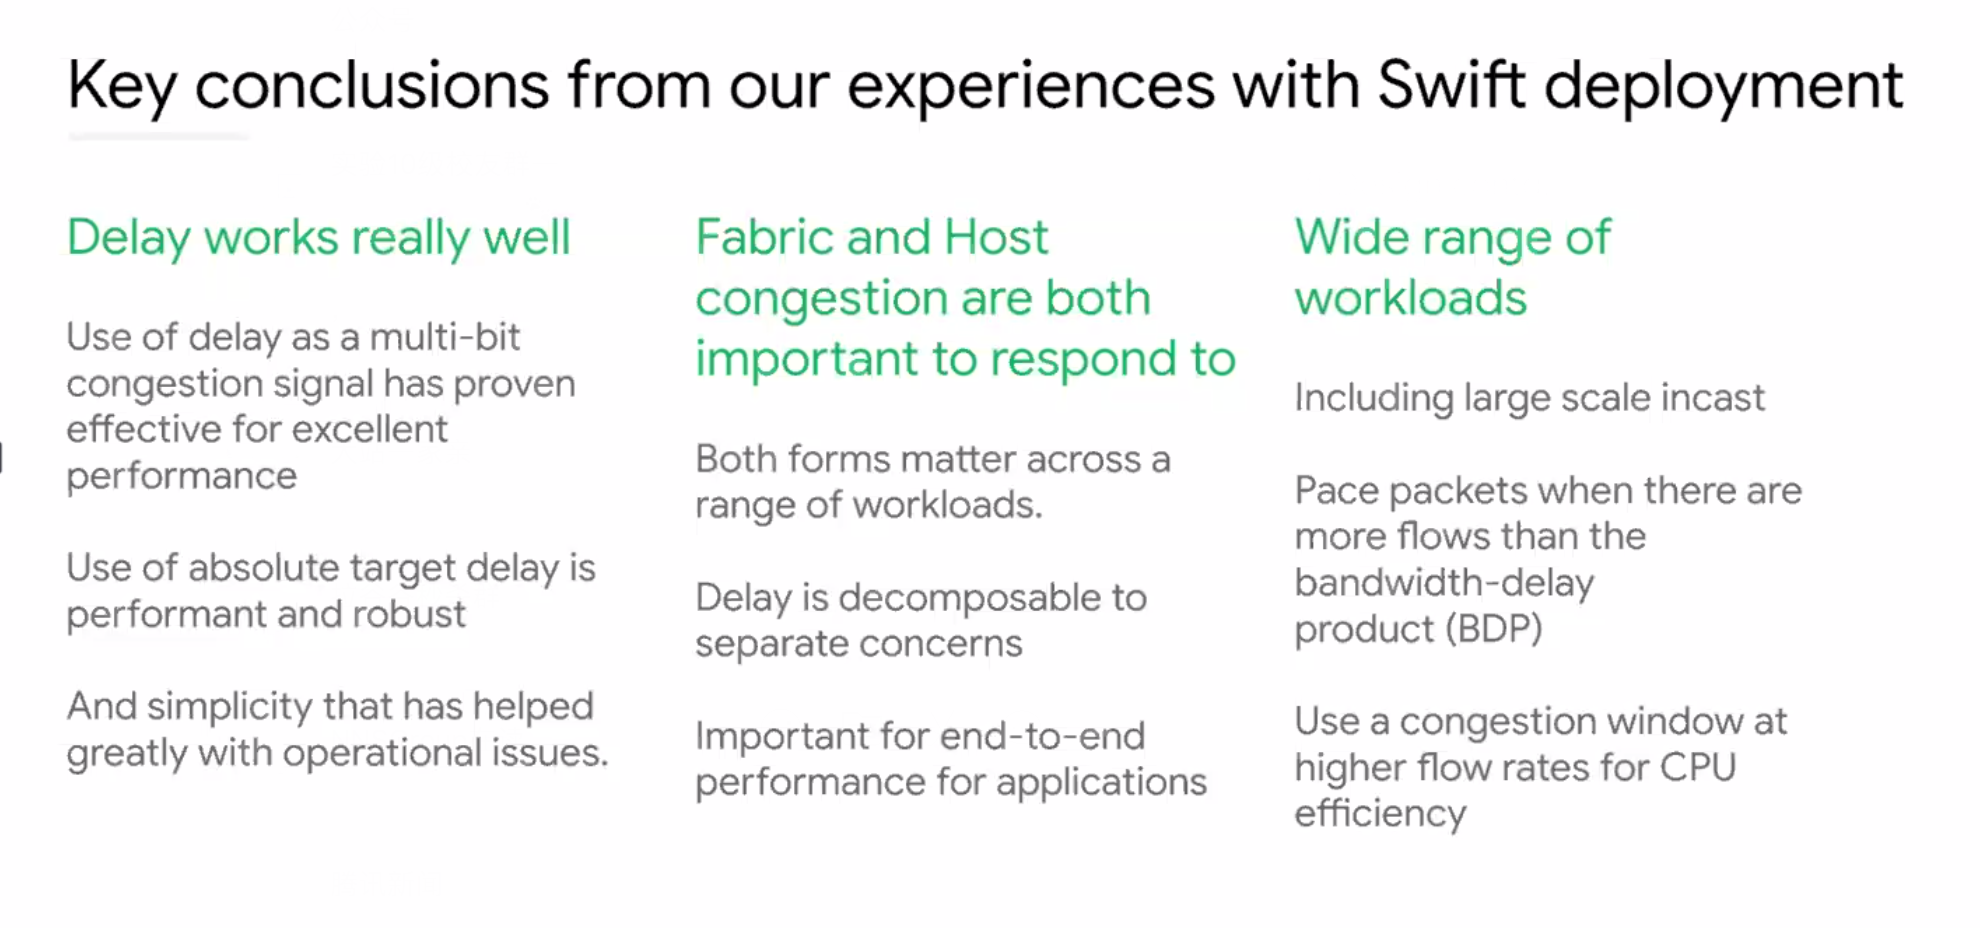 Key conclusions from our experiences with Swift deployment
Delay works really well
Use of delay as a multi-bit
congestion signal has proven
effective for excellent
performance
Use of absolute target delay is
performant and robust
And simplicity that has helped
greatly with operational issues.
Fabric and Host
congestion are both
important to respond to
Both forms matter across a
range of workloads.
Delay is decomposable to
separate concerns
Important for end-to-end
performance for applications
Wide range of
workloads
Including large scale incast
Pace packets when there are
more flows than the
bandwidth-delay
product (BDP)
Use a congestion window at
higher flow rates for CPU
efficiency